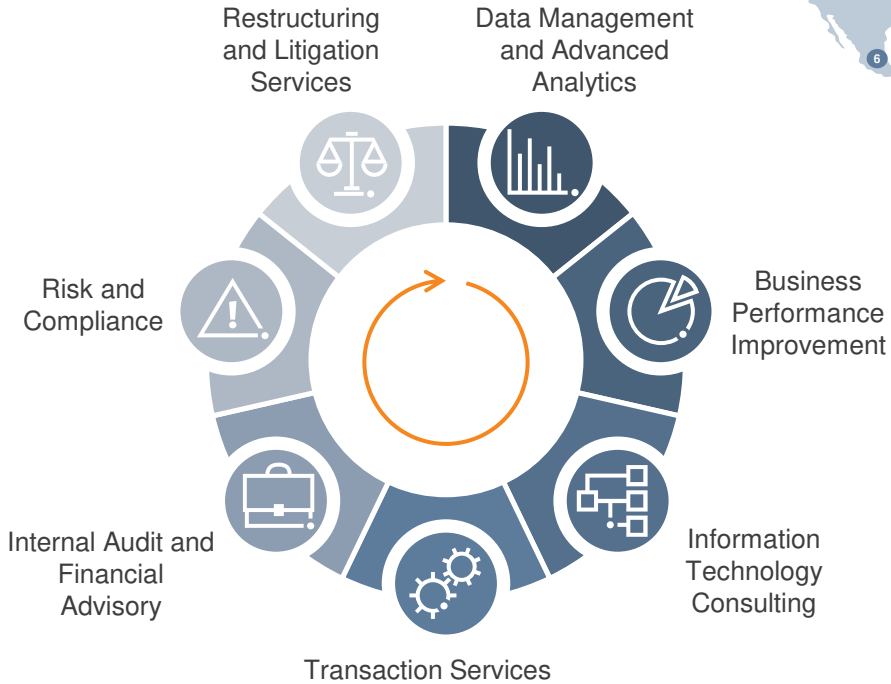 Restructuring
and Litigation
Services
Data Management
and Advanced
Analytics
6
Risk and
Compliance
Business
Performance
Improvement
Internal Audit and
Financial
Advisory
Information
Technology
Consulting
Transaction Services